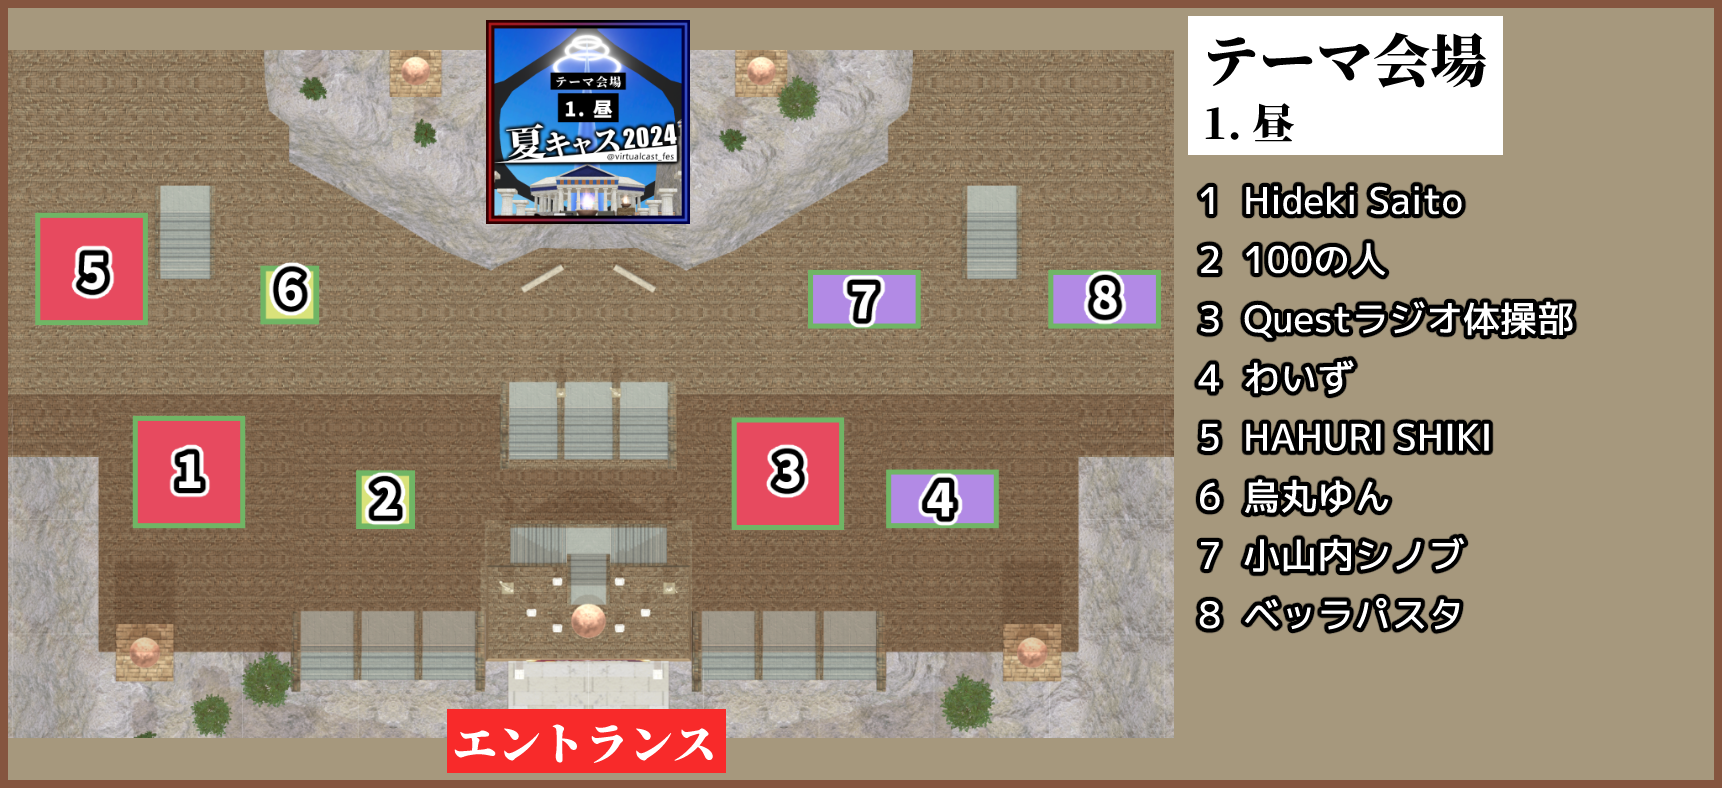 テーマ会場
1. 昼
夏キャス2024
@virtualcast_fes
5
6
7
8
1
2
3
4
エントランス
テーマ会場
1. 昼
1 Hideki Saito
2 100の人
3 Questラジオ体操部
4 わいず
5 HAHURI SHIKI
6 烏丸ゆん
7 小山内シノブ
8 ベッラパスタ